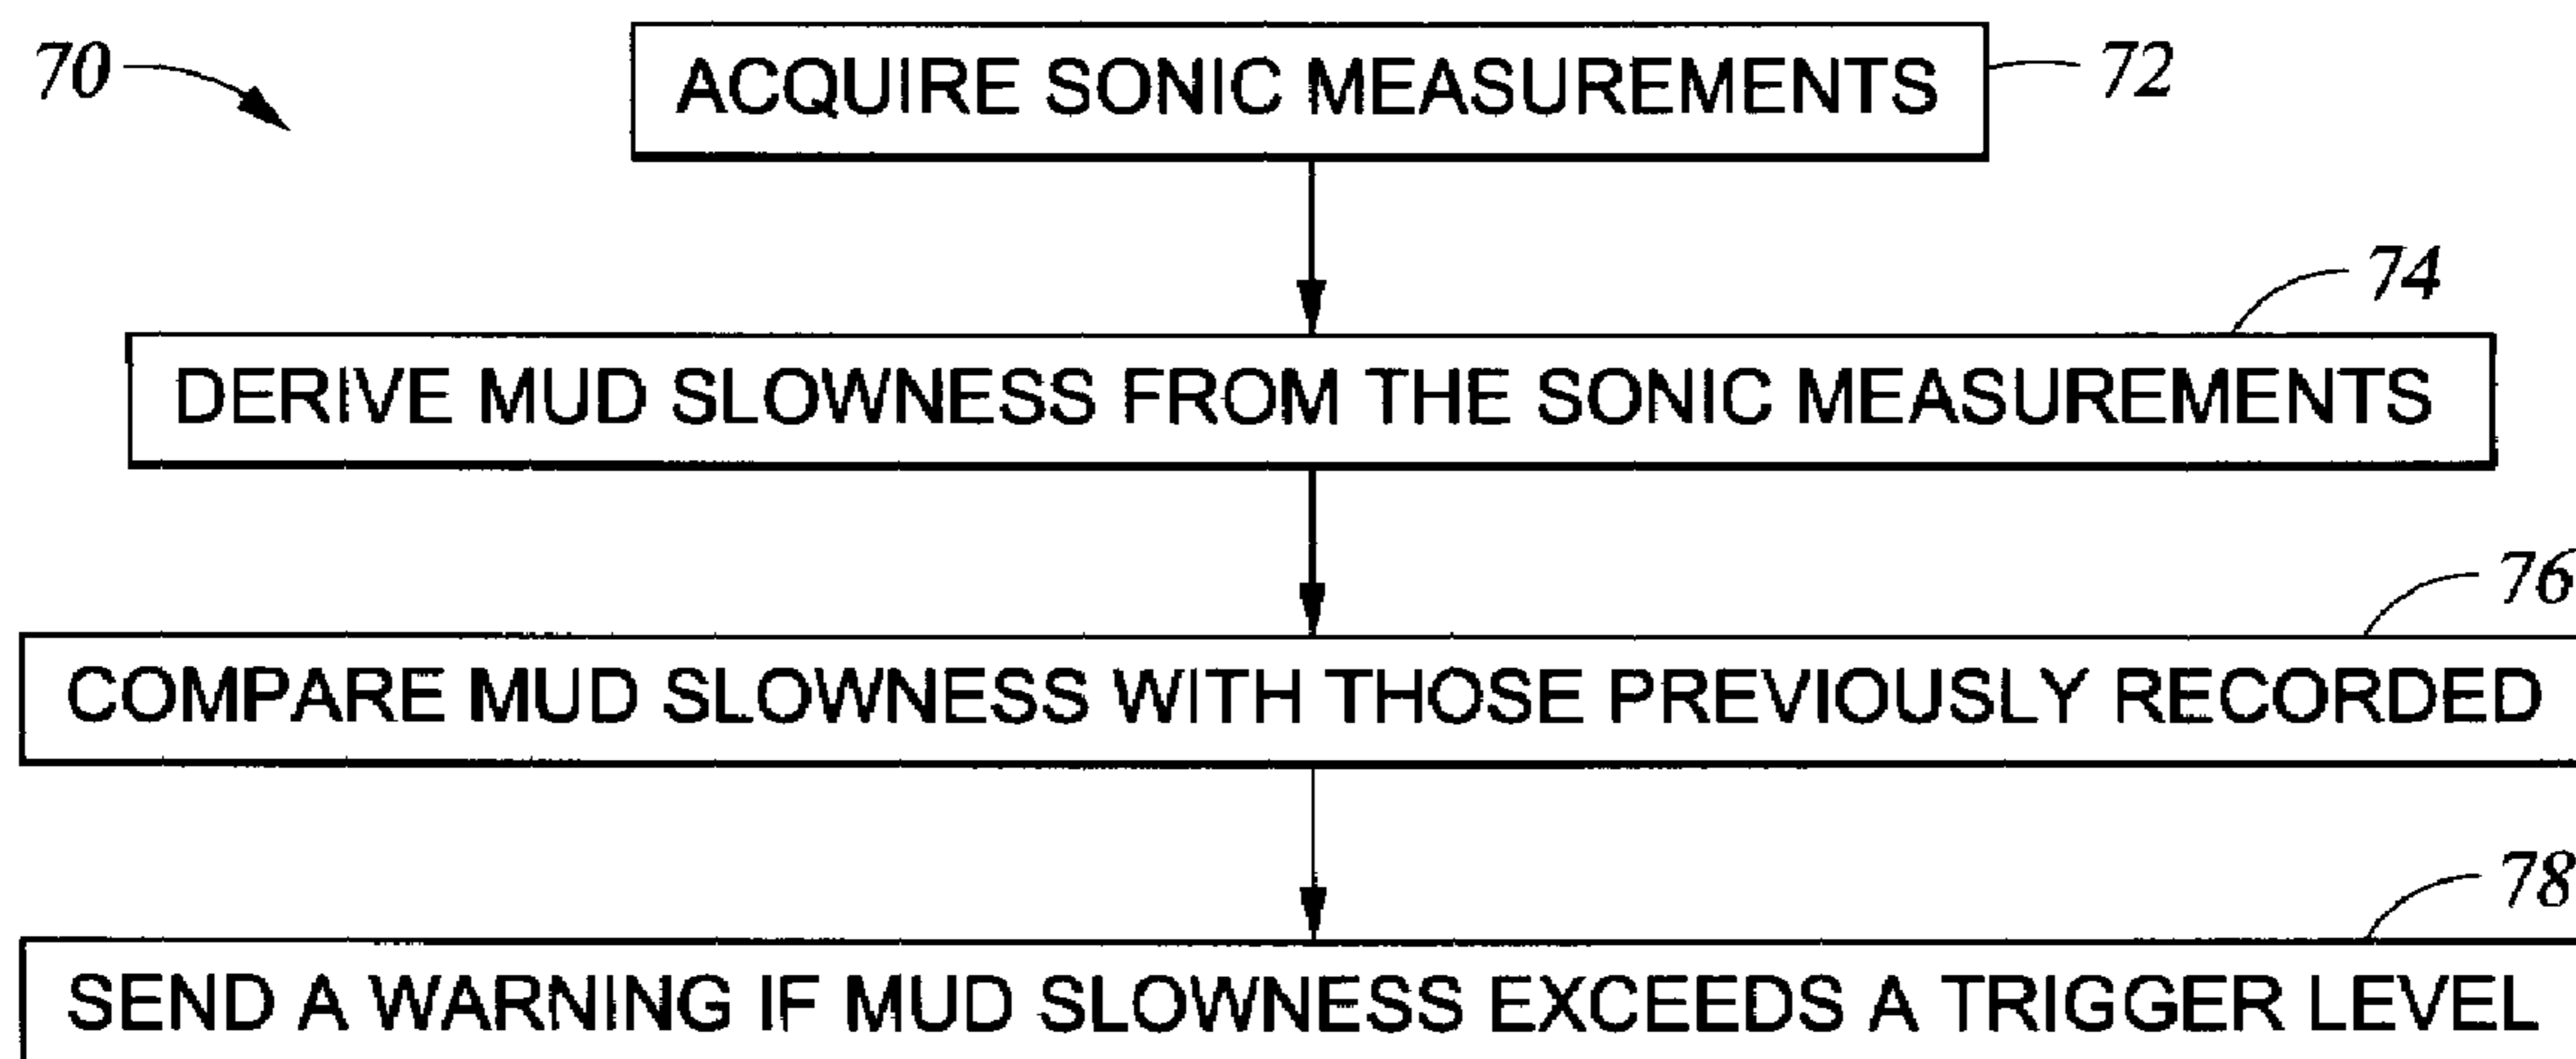 70
ACQUIRE SONIC MEASUREMENTS
72
74
DERIVE MUD SLOWNESS FROM THE SONIC MEASUREMENTS
76
COMPARE MUD SLOWNESS WITH THOSE PREVIOUSLY RECORDED
78
SEND A WARNING IF MUD SLOWNESS EXCEEDS A TRIGGER LEVEL